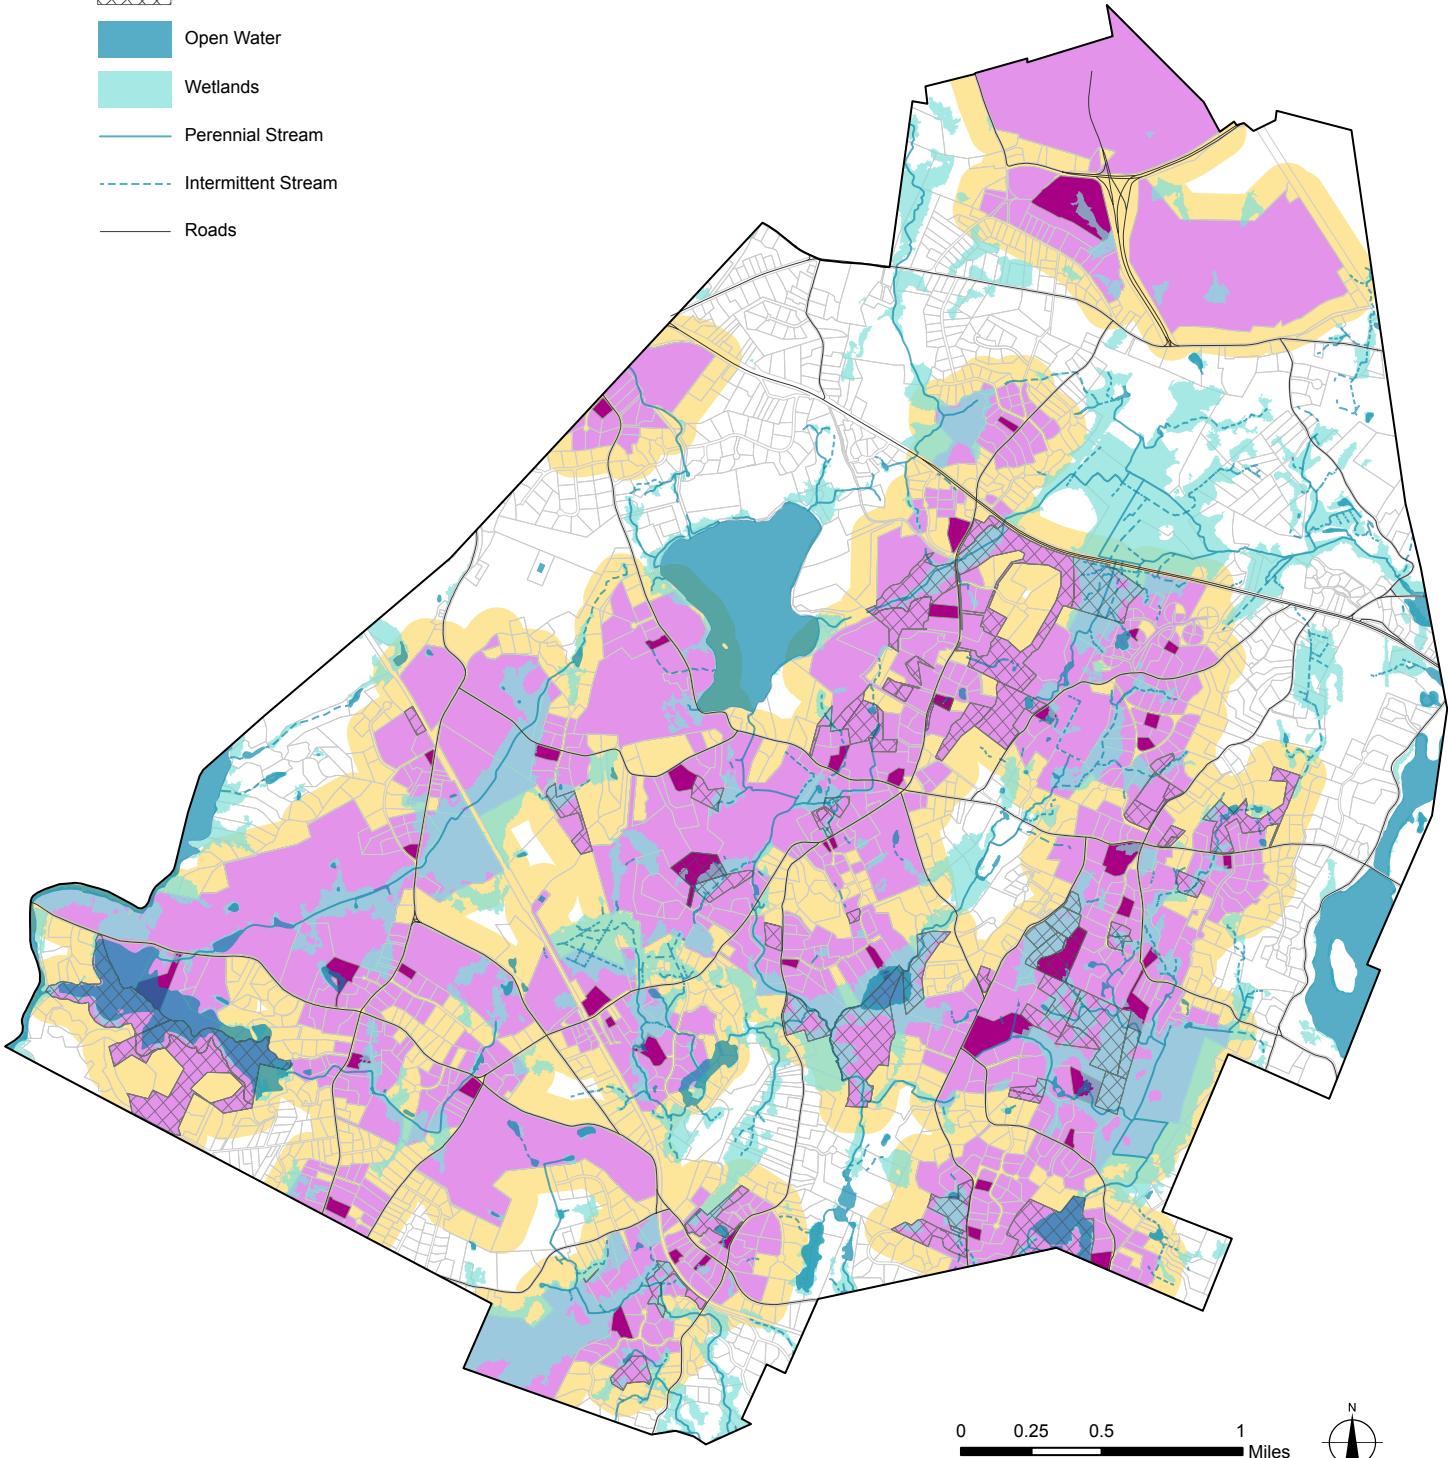 Open Water
Wetlands
Perennial Stream
Intermittent Stream
Roads
0 0.25 0.5 1
Miles
N